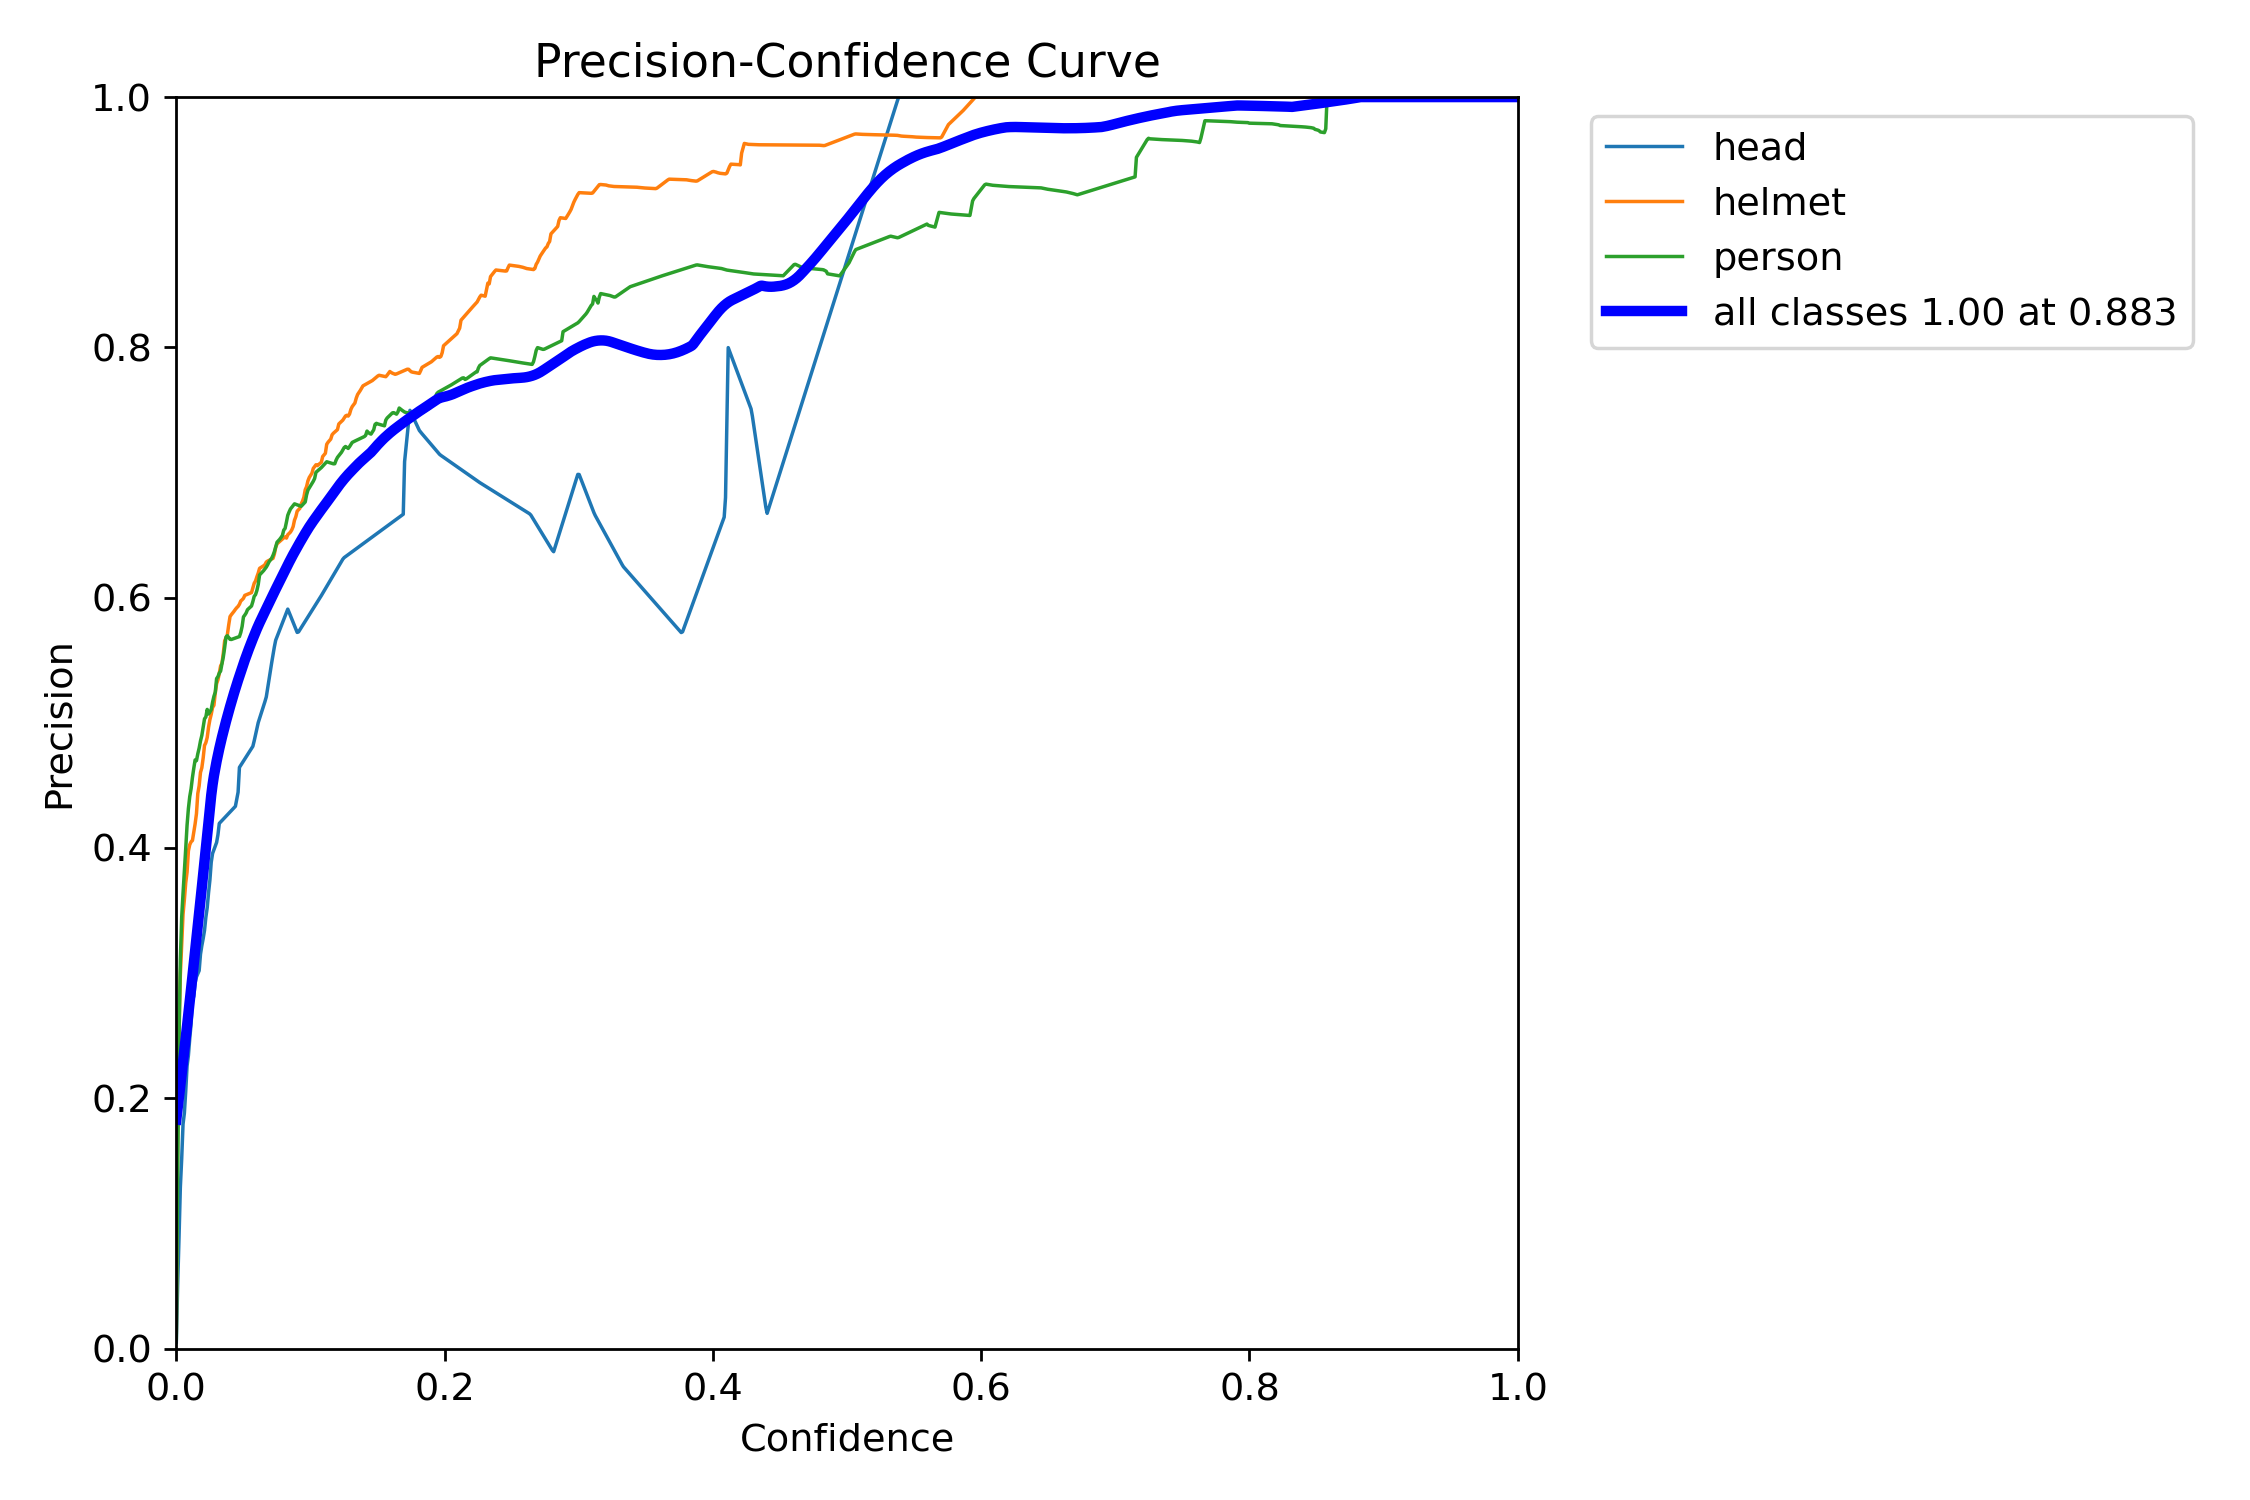 Precision-Confidence Curve
1.0
0.8
0.6
0.4
0.2
0.0
Precision
0.0 0.2 0.4 0.6 0.8 1.0
Confidence
head
helmet
person
all classes 1.00 at 0.883